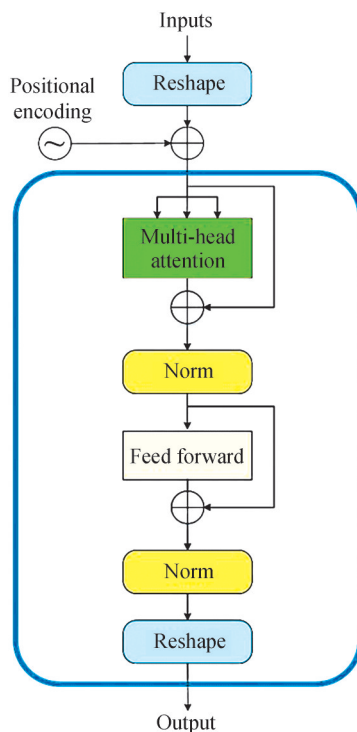 Inputs
Reshape
Positional
encoding
Multi-head
attention
Norm
Feed forward
Norm
Reshape
Output